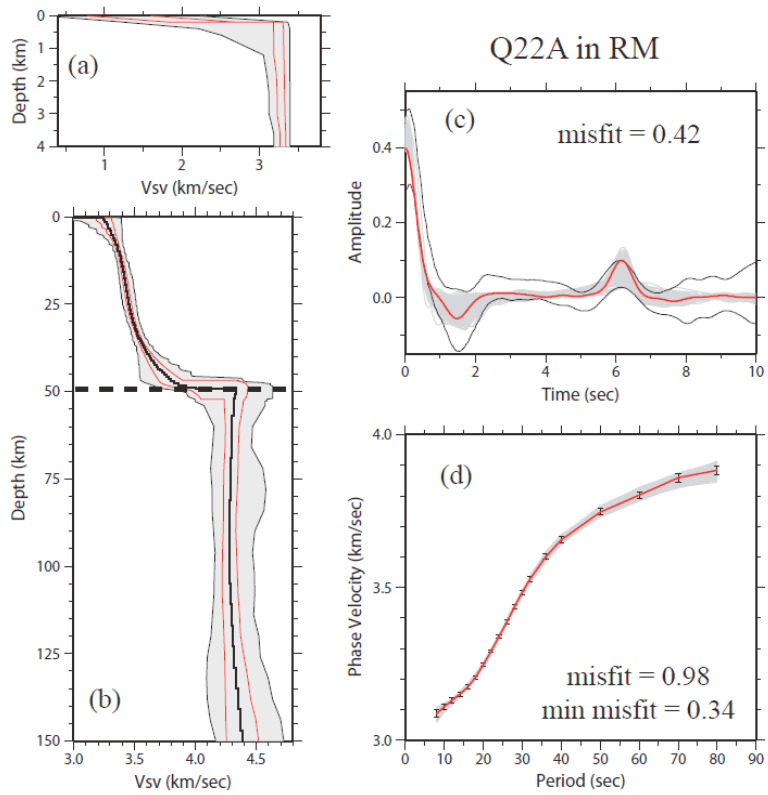 Q22A in RM
(a)
0
1
2
3
4
Depth (km)
1
2
3
Vsv (km/sec)
(b)
0
25
50
75
100
125
150
Depth (km)
3.0
3.5
4.0
4.5
Vsv (km/sec)
(c)
misfit = 0.42
0.4
0.2
0.0
Amplitude
0
2
4
6
8
10
Time (sec)
(d)
4.0
3.5
3.0
Phase Velocity (km/sec)
misfit = 0.98
min misfit = 0.34
0
10
20
30
40
50
60
70
80
90
Period (sec)